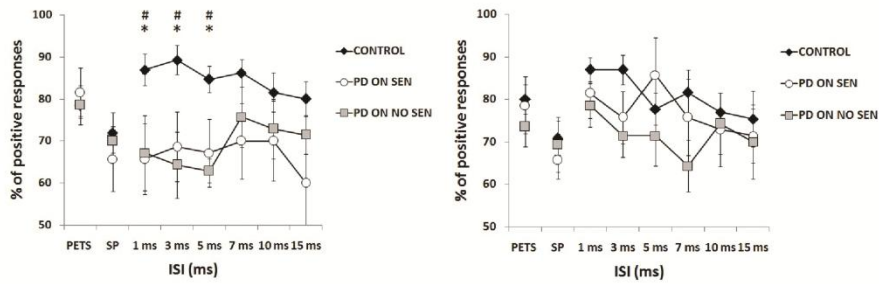 # # #
* * *
100
90
80
70
60
50
% of positive responses
PETS SP 1 ms 3 ms 5 ms 7 ms 10 ms 15 ms
ISI (ms)
CONTROL
PD ON SEN
PD ON NO SEN
100
90
80
70
60
50
% of positive responses
PETS SP 1 ms 3 ms 5 ms 7 ms 10 ms 15 ms
ISI (ms)
CONTROL
PD ON SEN
PD ON NO SEN